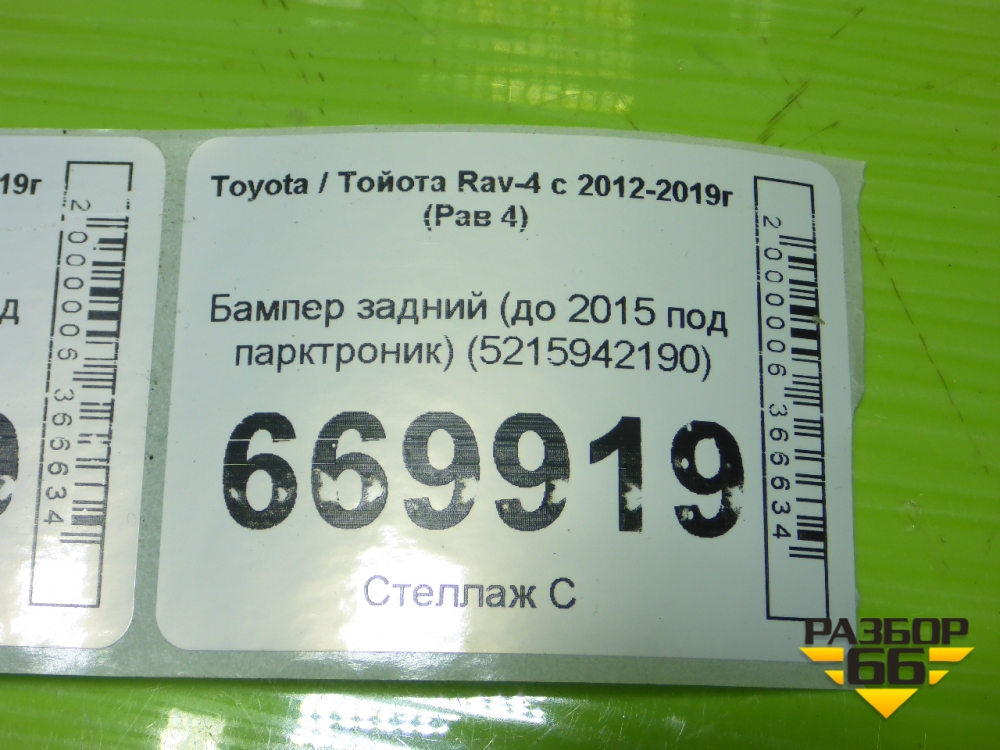 19г
д
9
2000006366634
Toyota / Тойота Rav-4 с 2012-2019г
(Рав 4)
Бампер задний (до 2015 под
парктроник) (5215942190)
669919
Стеллаж С
2000006366634
РАЗБОР
66